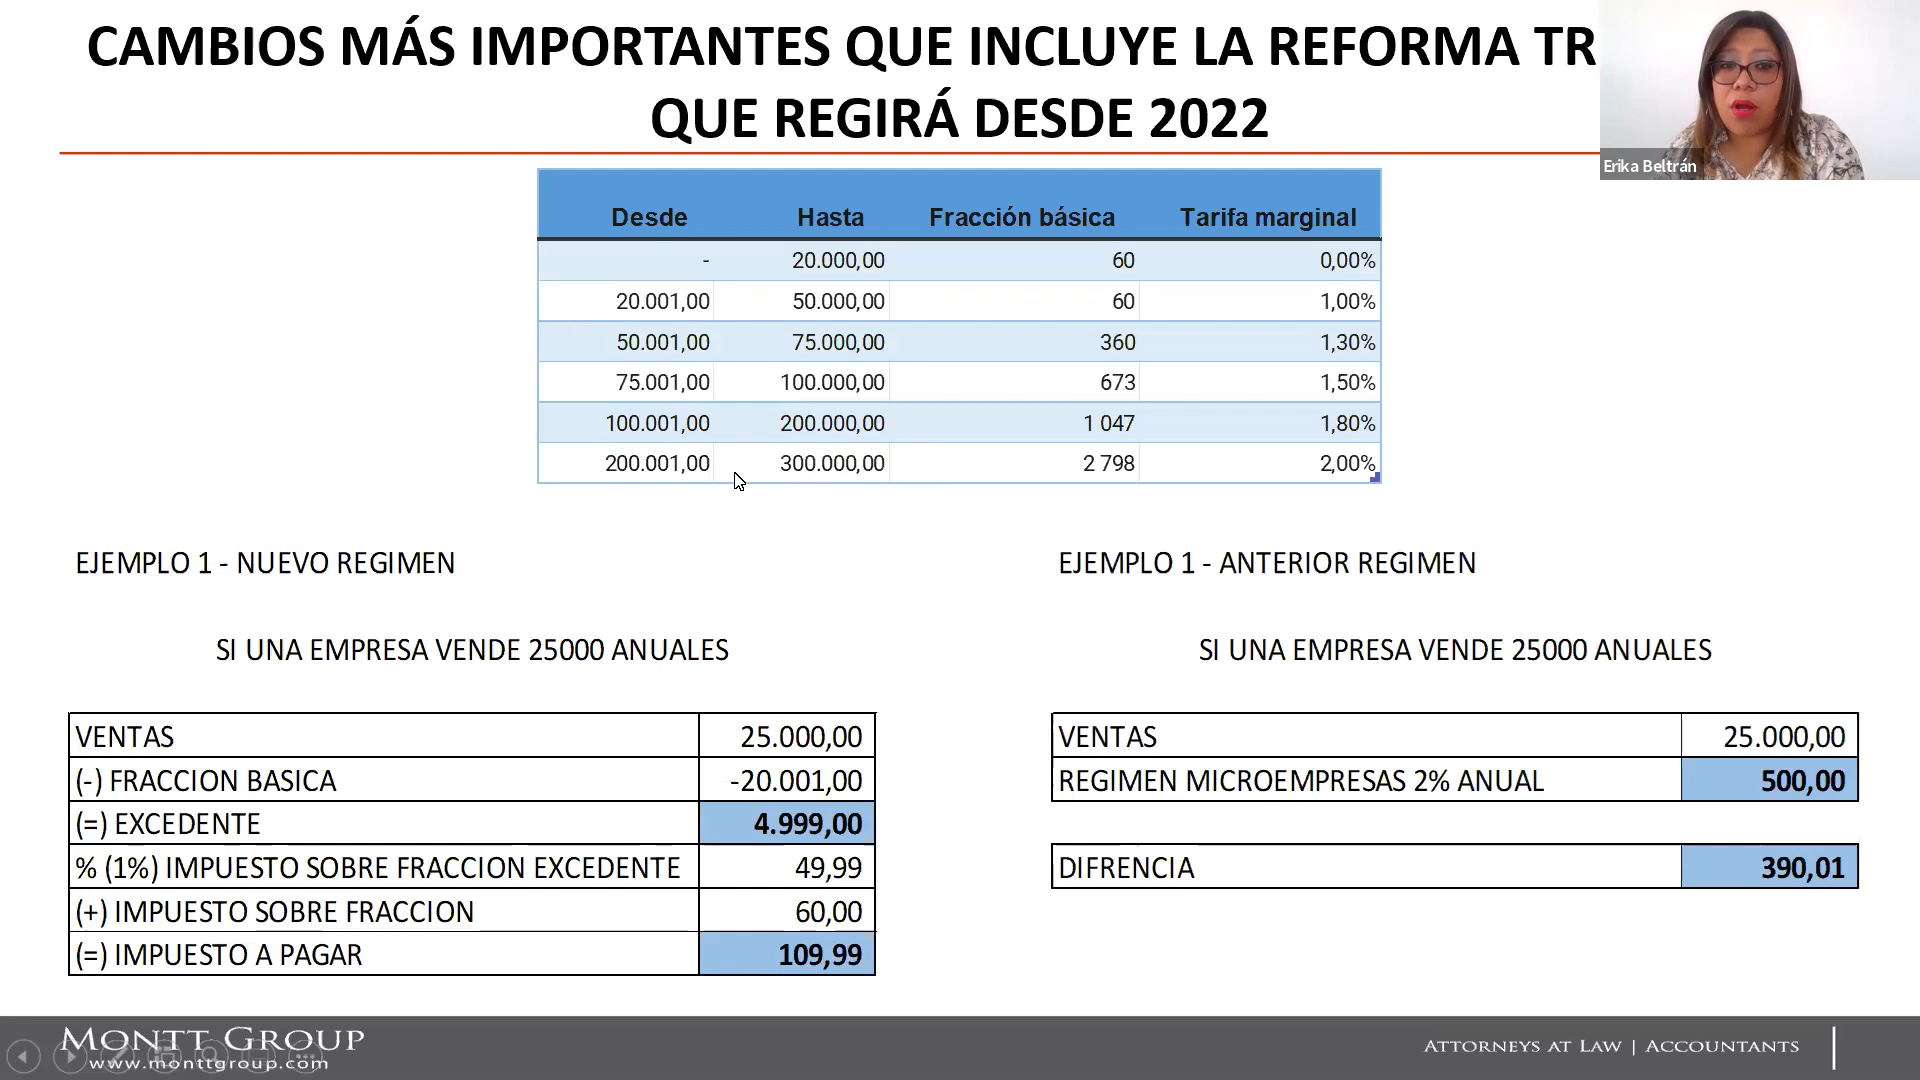 CAMBIOS MÁS IMPORTANTES QUE INCLUYE LA REFORMA TR
QUE REGIRÁ DESDE 2022
Erika Beltrán
Desde Hasta Fracción básica Tarifa marginal
- 20.000,00 60 0,00%
20.001,00 50.000,00 60 1,00%
50.001,00 75.000,00 360 1,30%
75.001,00 100.000,00 673 1,50%
100.001,00 200.000,00 1 047 1,80%
200.001,00 300.000,00 2 798 2,00%
EJEMPLO 1 - NUEVO REGIMEN
SI UNA EMPRESA VENDE 25000 ANUALES
VENTAS 25.000,00
(-) FRACCION BASICA -20.001,00
(=) EXCEDENTE 4.999,00
% (1%) IMPUESTO SOBRE FRACCION EXCEDENTE 49,99
(+) IMPUESTO SOBRE FRACCION 60,00
(=) IMPUESTO A PAGAR 109,99
EJEMPLO 1 - ANTERIOR REGIMEN
SI UNA EMPRESA VENDE 25000 ANUALES
VENTAS 25.000,00
REGIMEN MICROEMPRESAS 2% ANUAL 500,00
DIFRENCIA 390,01
MONTT GROUP
www.monttgroup.com
ATTORNEYS AT LAW | ACCOUNTANTS